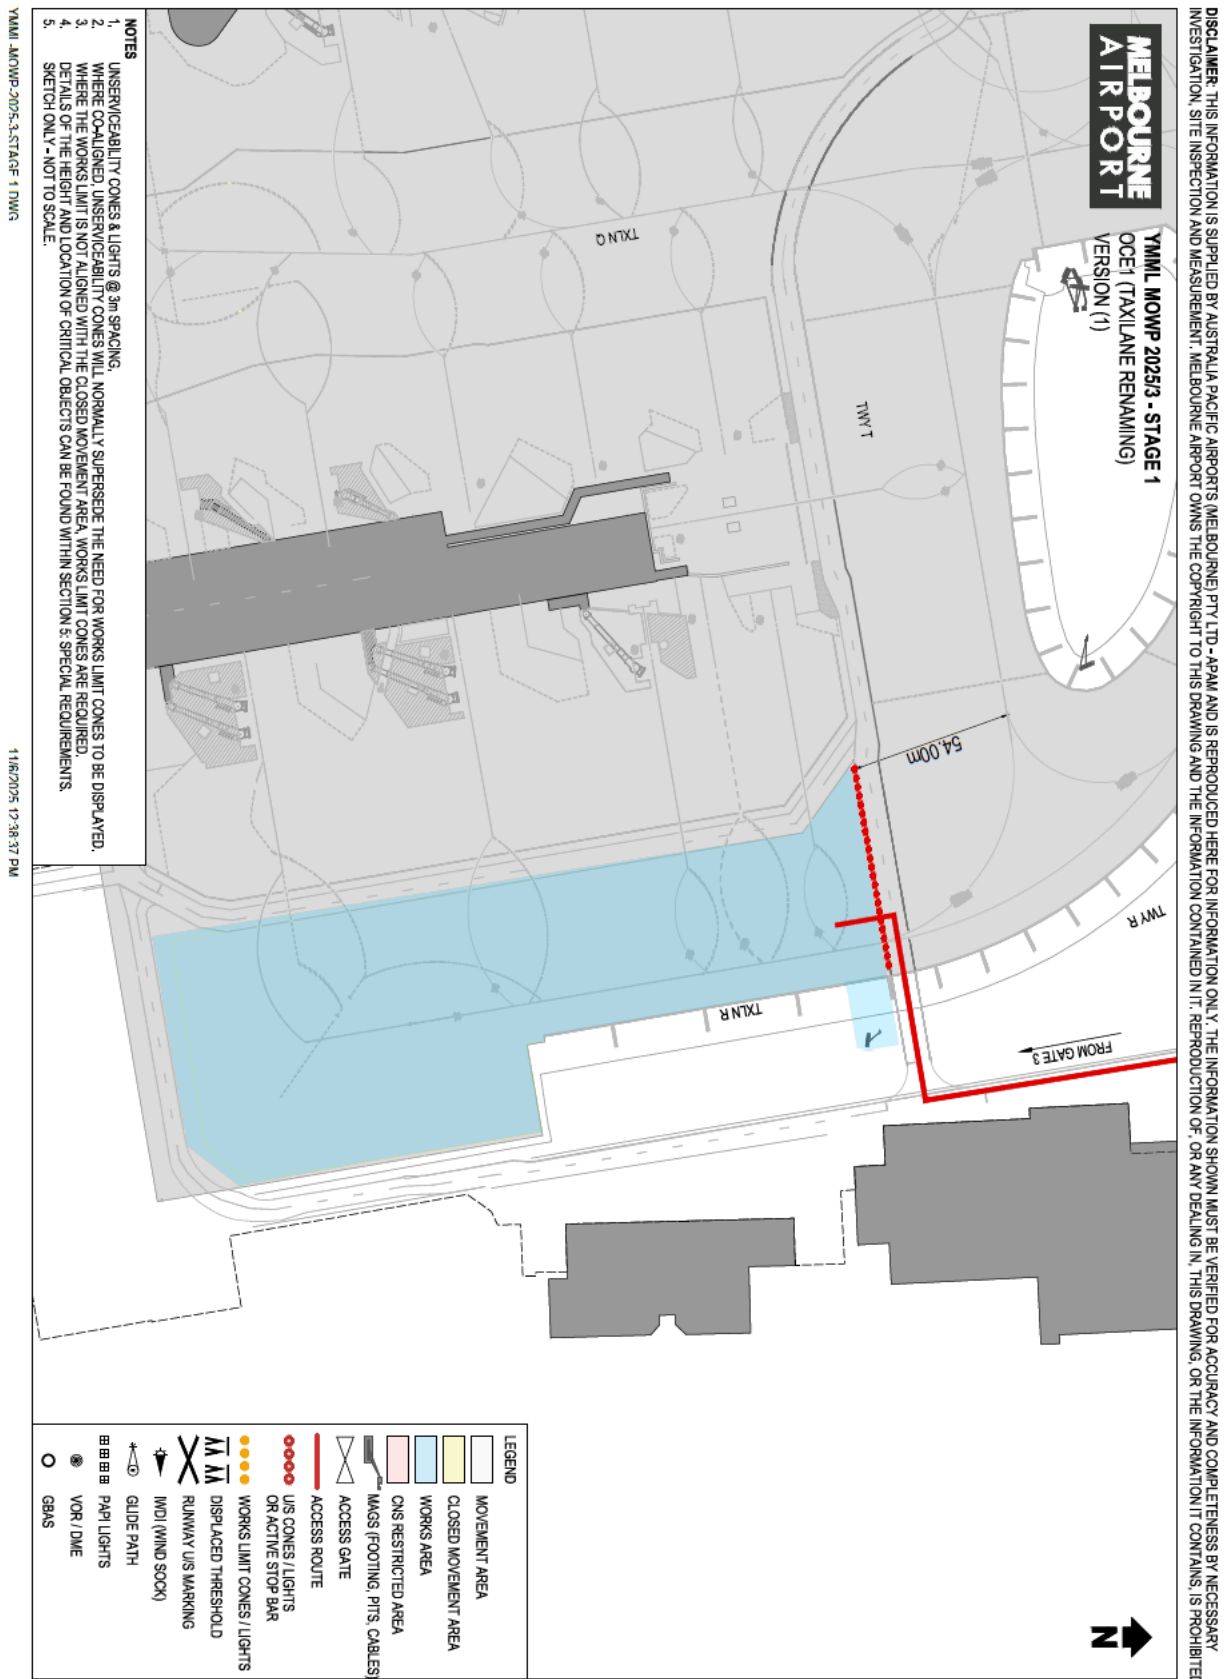 DISCLAIMER: THIS INFORMATION IS SUPPLIED BY AUSTRALIA PACIFIC AIRPORTS (MELBOURNE) PTY LTD - APAM AND IS REPRODUCED HERE FOR INFORMATION ONLY. THE INFORMATION SHOWN MUST BE VERIFIED FOR ACCURACY AND COMPLETENESS BY NECESSARY
INVESTIGATION, SITE INSPECTION AND MEASUREMENT. MELBOURNE AIRPORT OWNS THE COPYRIGHT TO THIS DRAWING AND THE INFORMATION CONTAINED IN IT. REPRODUCTION OF, OR ANY DEALING IN, THIS DRAWING, OR THE INFORMATION IT CONTAINS, IS PROHIBITED
MELBOURNE
AIRPORT
YMML MOWP 2025/3 - STAGE 1
OCE1 (TAXILANE RENAMING)
VERSION (1)
TXLN Q
TWY T
54.00m
TWY R
TXLN R
FROM GATE 3
N
NOTES
1. UNSERVICEABILITY CONES & LIGHTS @ 3m SPACING.
2. WHERE CO-ALIGNED, UNSERVICEABILITY CONES WILL NORMALLY SUPERSEDE THE NEED FOR WORKS LIMIT CONES TO BE DISPLAYED.
3. WHERE THE WORKS LIMIT IS NOT ALIGNED WITH THE CLOSED MOVEMENT AREA, WORKS LIMIT CONES ARE REQUIRED.
4. DETAILS OF THE HEIGHT AND LOCATION OF CRITICAL OBJECTS CAN BE FOUND WITHIN SECTION 5: SPECIAL REQUIREMENTS.
5. SKETCH ONLY - NOT TO SCALE.
LEGEND
MOVEMENT AREA
CLOSED MOVEMENT AREA
WORKS AREA
CNS RESTRICTED AREA
MAGS (FOOTING, PITS, CABLES)
ACCESS GATE
ACCESS ROUTE
U/S CONES / LIGHTS
OR ACTIVE STOP BAR
WORKS LIMIT CONES / LIGHTS
DISPLACED THRESHOLD
RUNWAY U/S MARKING
IWDI (WIND SOCK)
GLIDE PATH
PAPI LIGHTS
VOR / DME
GBAS
YMML-MOWP-2025-3-STAGE 1.DWG
11/6/2025 12:38:37 PM